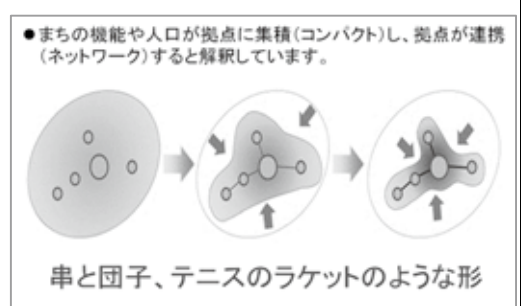 ●まちの機能や人口が拠点に集積(コンパクト)し、拠点が連携
(ネットワーク)すると解釈しています。
串と団子、テニスのラケットのような形